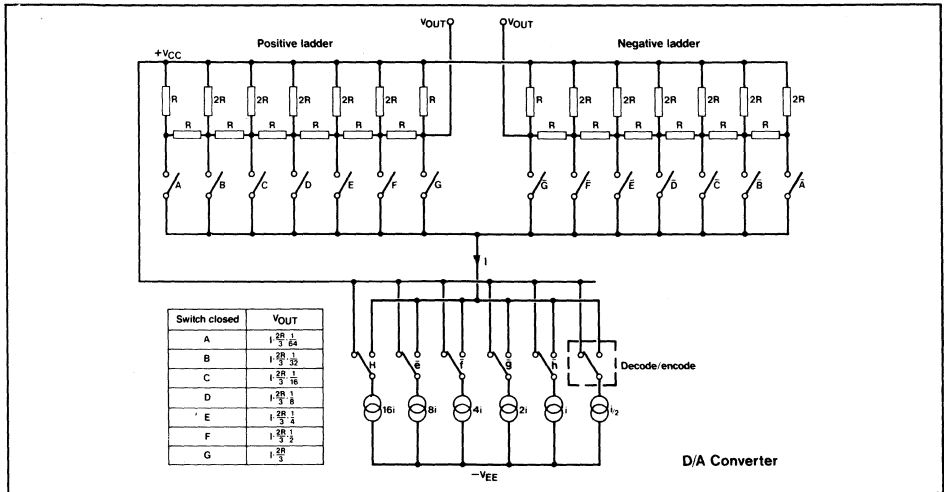 VOUT VOUT
Positive ladder Negative ladder
+VCC
R 2R 2R 2R 2R 2R R R 2R 2R 2R 2R 2R 2R
R R R R R R R R R R R R
A B C D E F G G̅ F̅ E̅ D̅ C̅ B̅ A̅
I
Switch closed VOUT
A I·2R/3·1/64
B I·2R/3·1/32
C I·2R/3·1/16
D I·2R/3·1/8
E I·2R/3·1/4
F I·2R/3·1/2
G I·2R/3
H e̅ f̅ g̅ h̅
Decode/encode
16i 8i 4i 2i i i/2
−VEE
D/A Converter